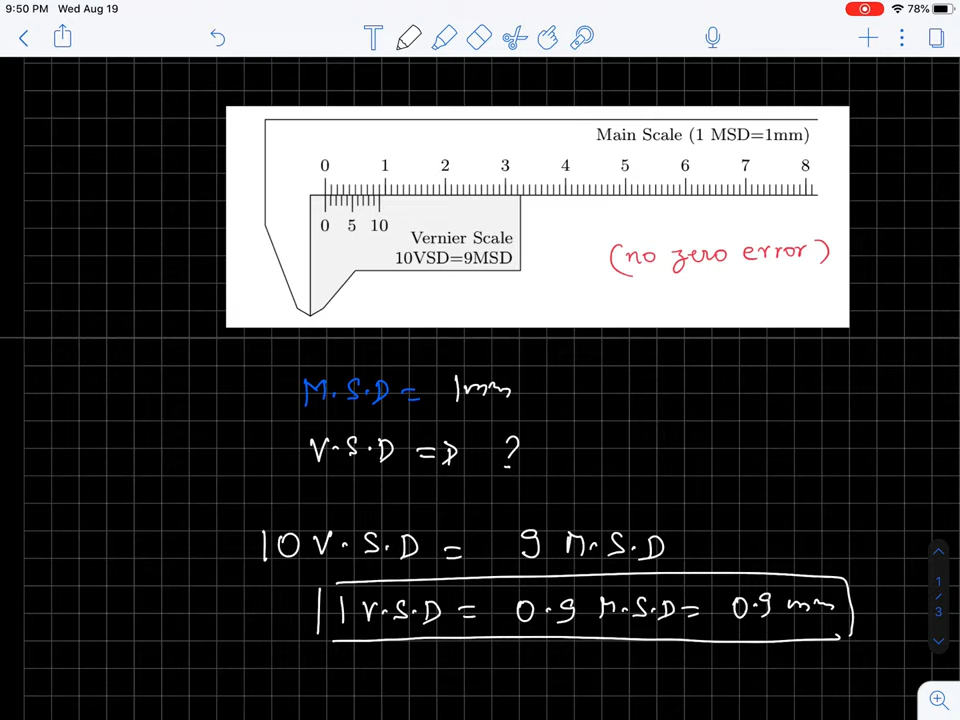 9:50 PM Wed Aug 19
78%
T
Main Scale (1 MSD=1mm)
0 1 2 3 4 5 6 7 8
0 5 10
Vernier Scale
10VSD=9MSD
(no zero error)
M.S.D = 1mm
V.S.D = ?
10 V.S.D = 9 M.S.D
1 V.S.D = 0.9 M.S.D = 0.9 mm
1
/
3